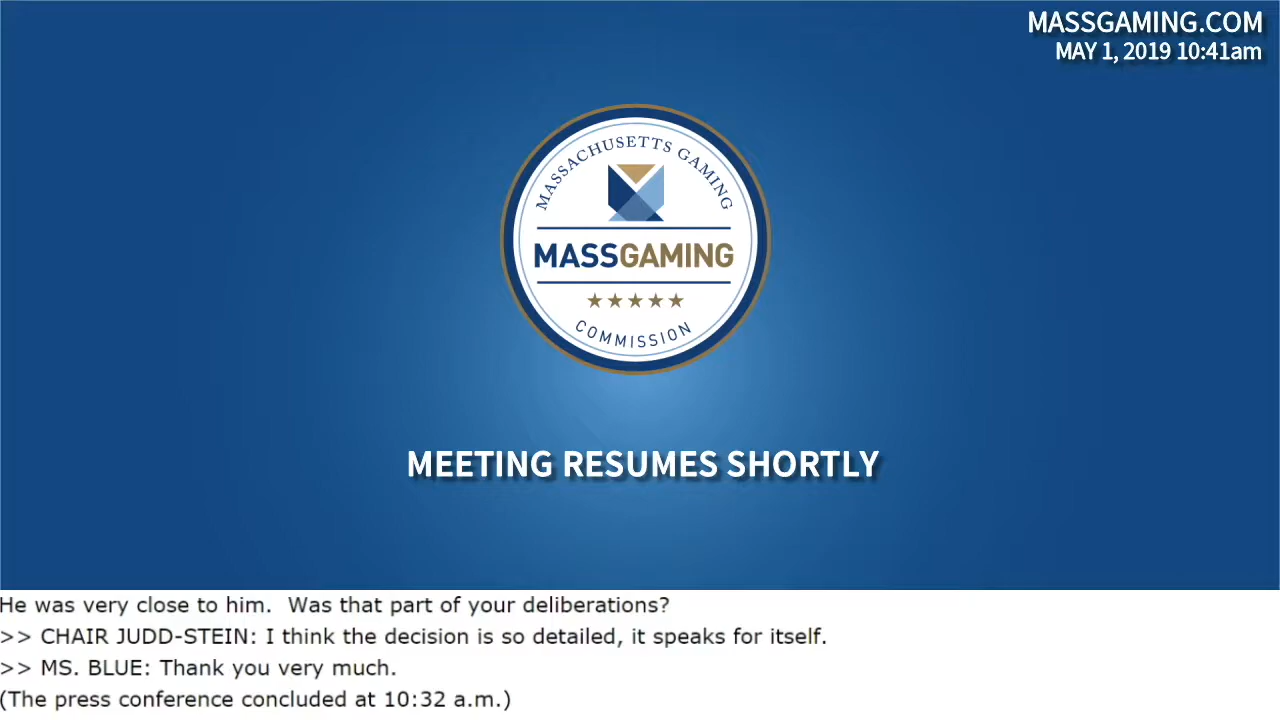 MASSGAMING.COM
MAY 1, 2019 10:41am
MASSACHUSETTS GAMING
MASSGAMING
COMMISSION
MEETING RESUMES SHORTLY
He was very close to him.  Was that part of your deliberations?
>> CHAIR JUDD-STEIN: I think the decision is so detailed, it speaks for itself.
>> MS. BLUE: Thank you very much.
(The press conference concluded at 10:32 a.m.)